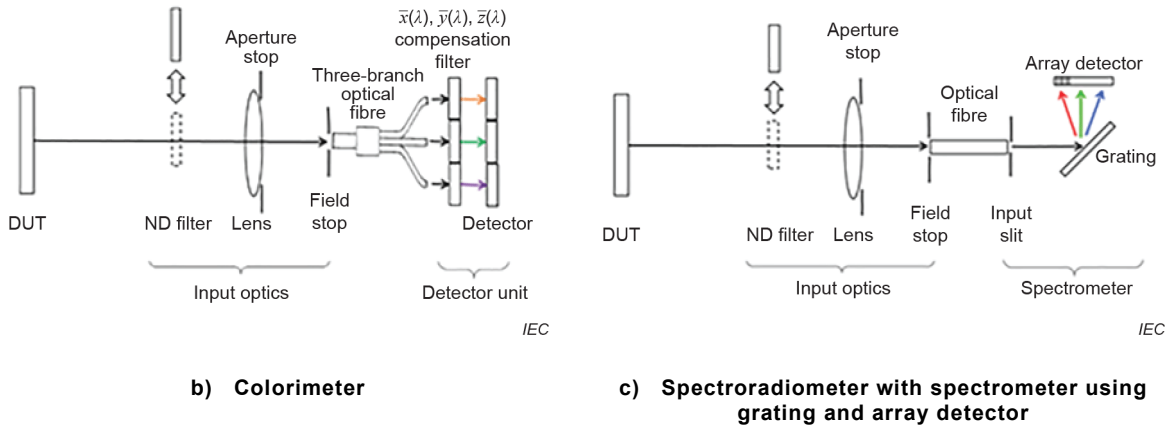 x̅(λ), y̅(λ), z̅(λ)
compensation
filter
Aperture
stop
Three-branch
optical
fibre
DUT
ND filter
Lens
Field
stop
Detector
Input optics
Detector unit
IEC
b) Colorimeter
Aperture
stop
Array detector
Optical
fibre
Grating
DUT
ND filter
Lens
Field
stop
Input
slit
Input optics
Spectrometer
IEC
c) Spectroradiometer with spectrometer using
grating and array detector